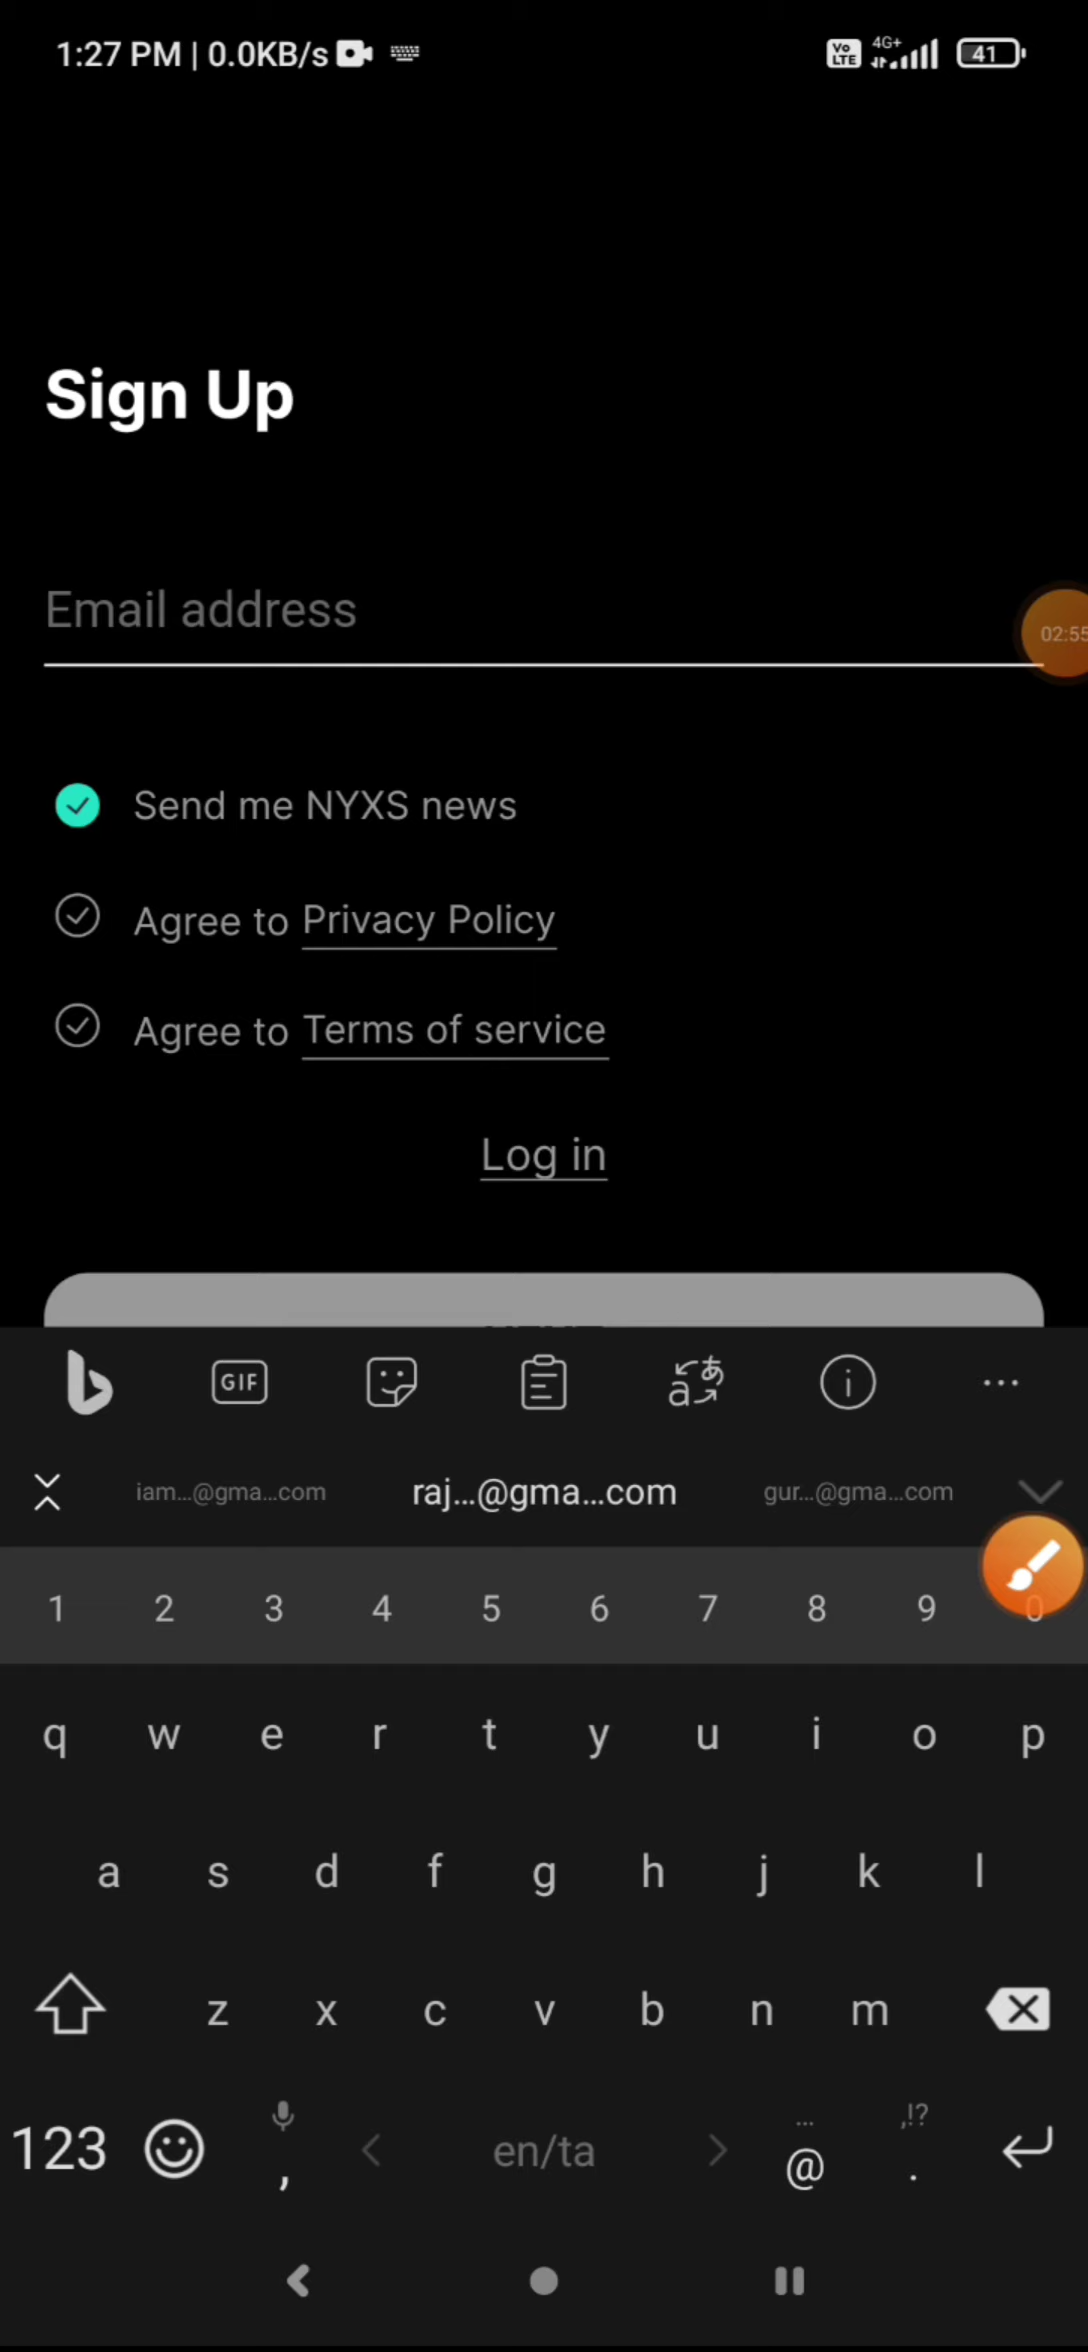 1:27 PM | 0.0KB/s Vo LTE 4G+ 41
Sign Up
Email address
02:55
Send me NYXS news
Agree to Privacy Policy
Agree to Terms of service
Log in
GIF
iam...@gma...com raj...@gma...com gur...@gma...com
1 2 3 4 5 6 7 8 9 0
q w e r t y u i o p
a s d f g h j k l
z x c v b n m
123 , en/ta ... @ ,!? .